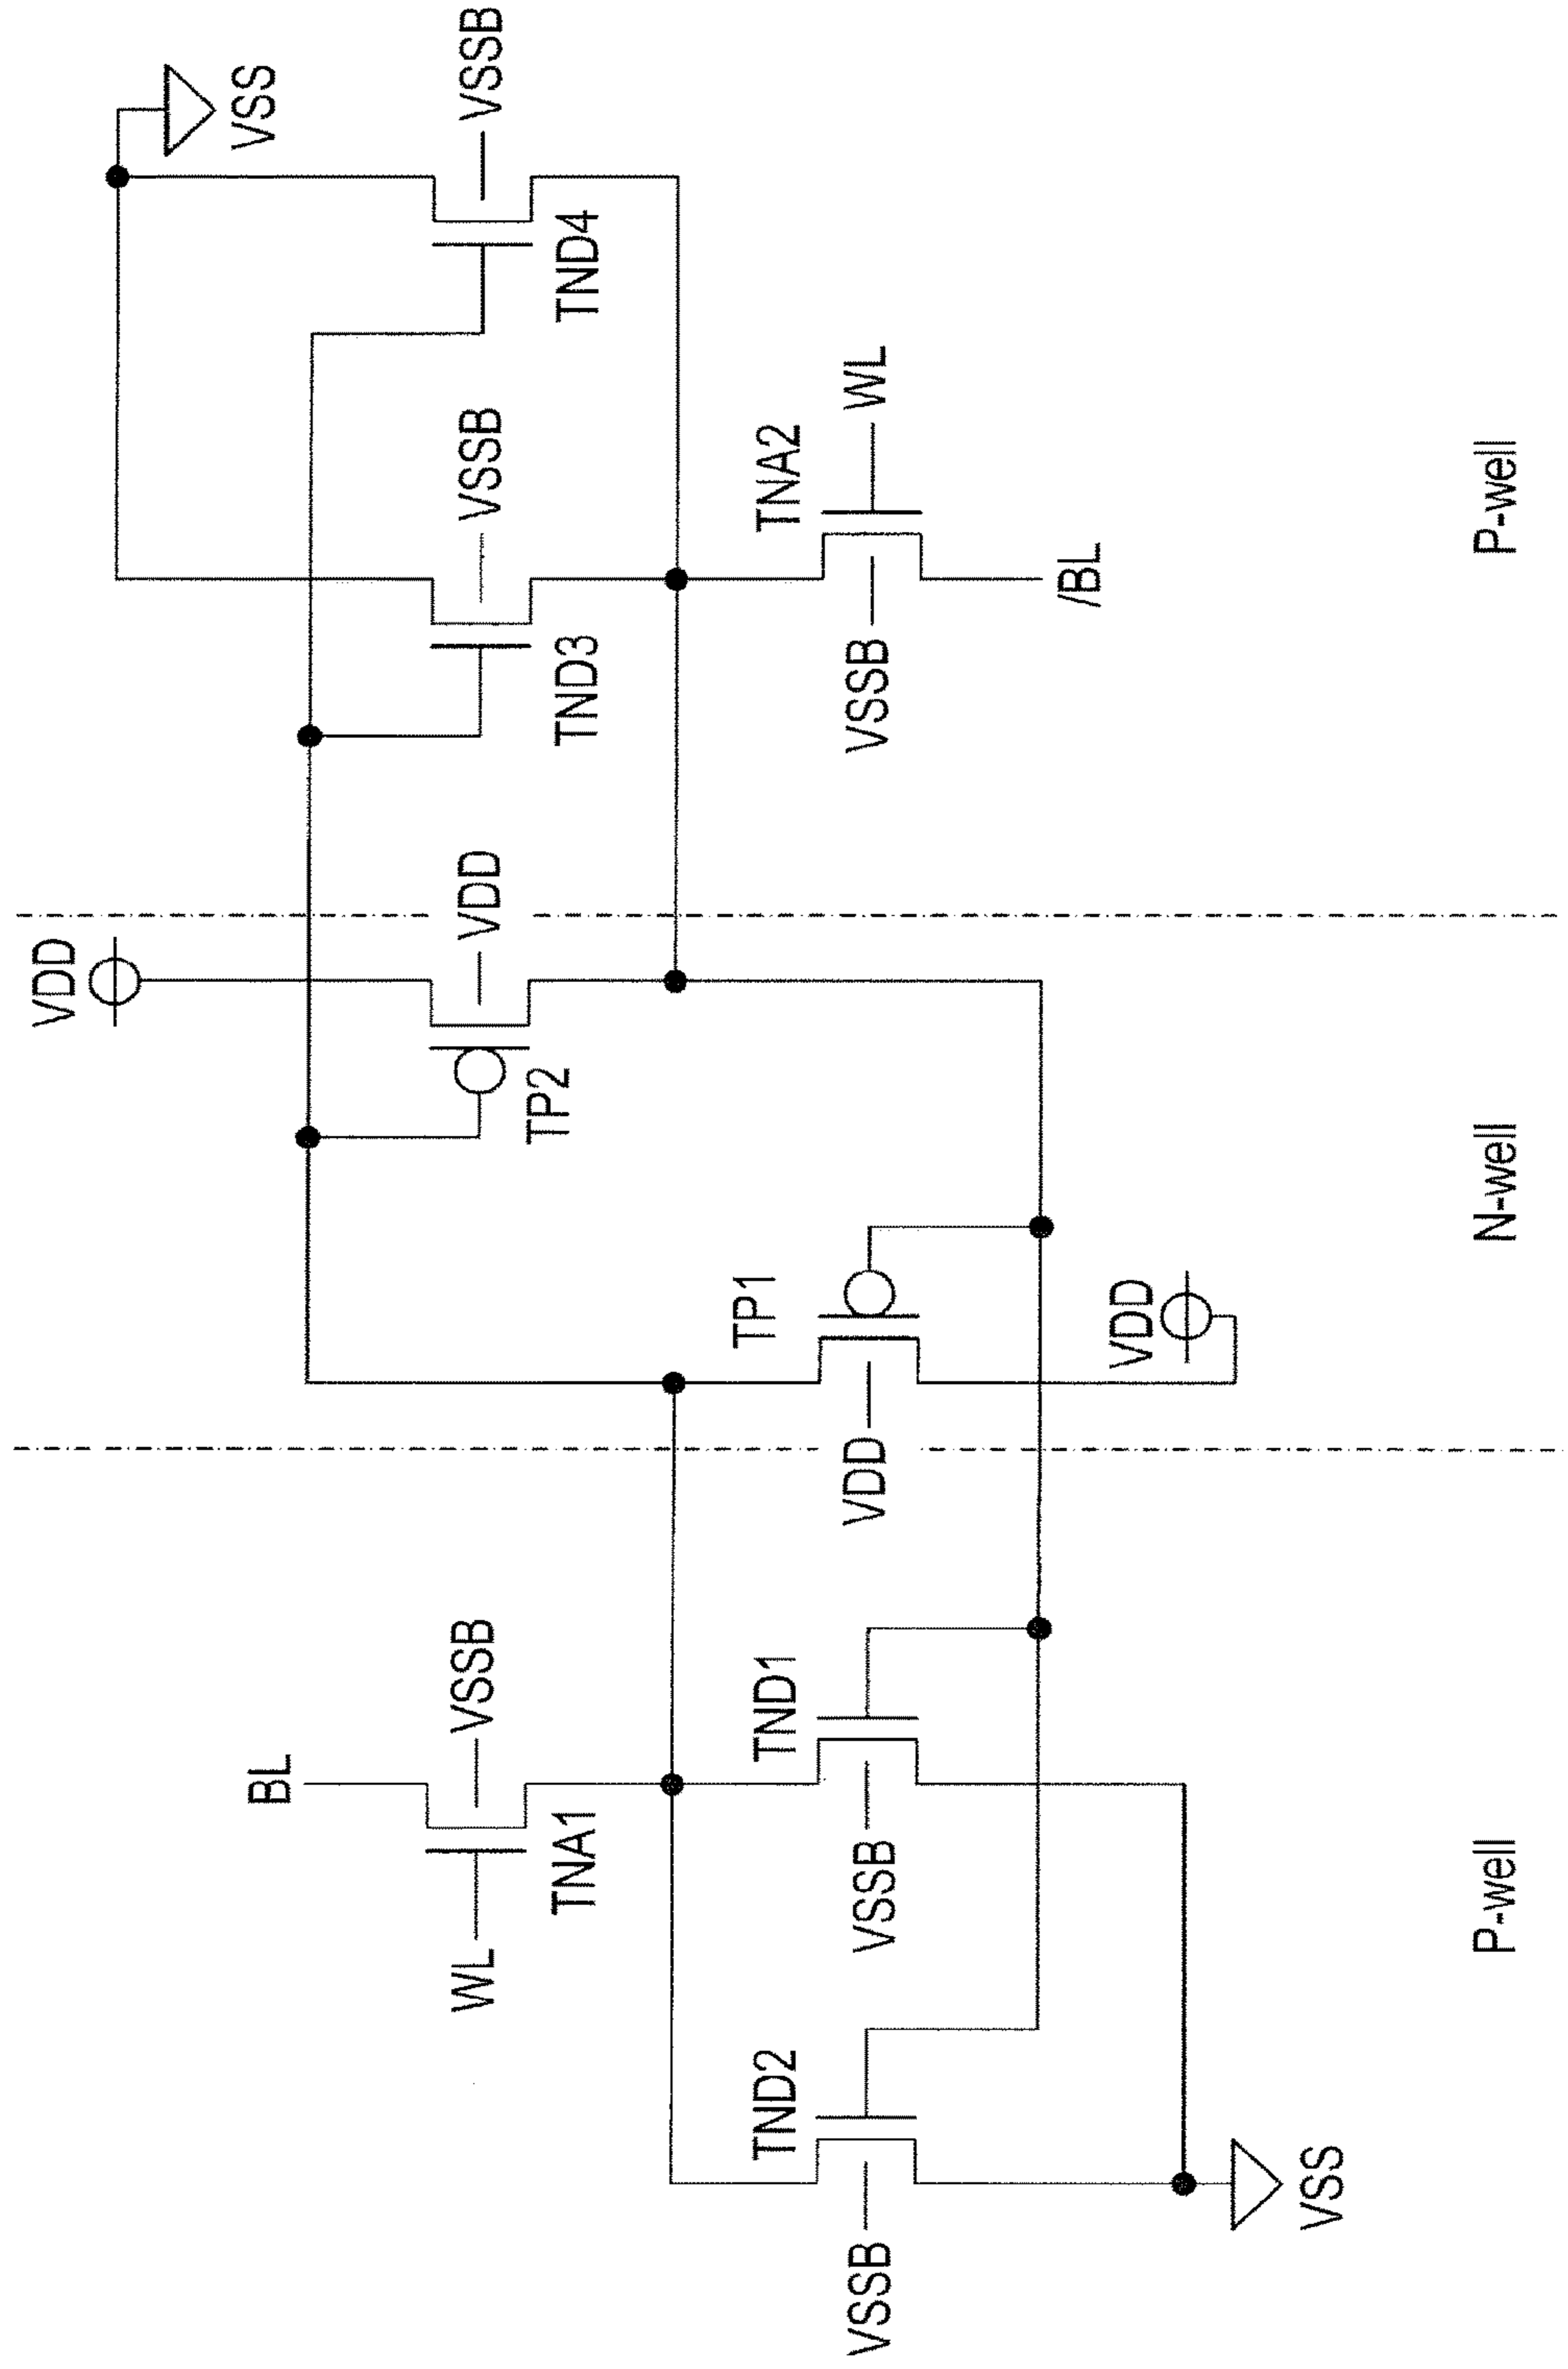 VSSB
VSS
TND4
VSSB
WL
TNA2
TND3
VSSB
/BL
P-well
VDD
VDD
TP2
TP1
VDD
VDD
N-well
VSSB
BL
TNA1
WL
TND1
VSSB
TND2
VSSB
VSS
P-well